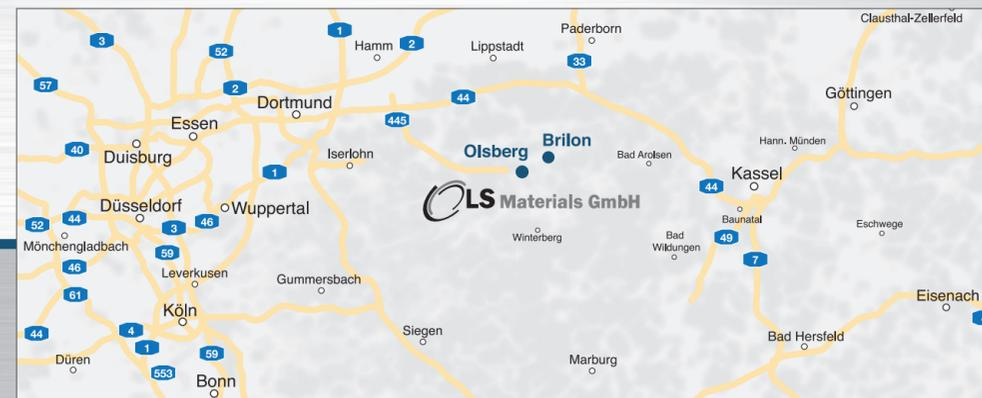 Clausthal-Zellerfeld
Paderborn
1
3
2
Hamm
Lippstadt
52
33
57
2
Göttingen
44
Dortmund
445
Essen
Hann. Münden
Brilon
40
Olsberg
Duisburg
Iserlohn
Bad Arolsen
1
Kassel
44
OLS Materials GmbH
Düsseldorf
Wuppertal
52
44
46
3
Baunatal
Eschwege
Mönchengladbach
Winterberg
Bad
Wildungen
49
59
7
46
Leverkusen
Gummersbach
61
Eisenach
Köln
44
4
Siegen
Bad Hersfeld
1
59
Düren
Marburg
553
Bonn